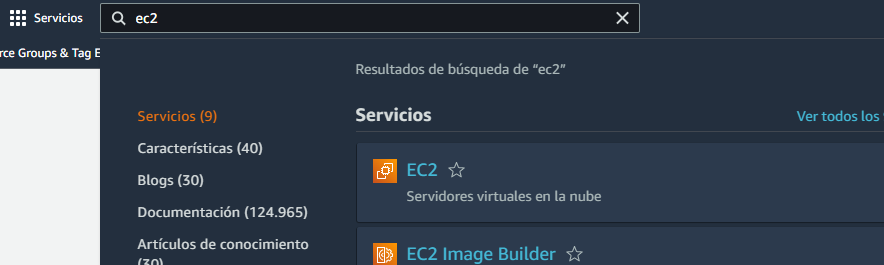 Servicios
ec2
rce Groups & Tag E
Resultados de búsqueda de “ec2”
Servicios (9)
Características (40)
Blogs (30)
Documentación (124.965)
Artículos de conocimiento
(30)
Servicios
Ver todos los
EC2
Servidores virtuales en la nube
EC2 Image Builder